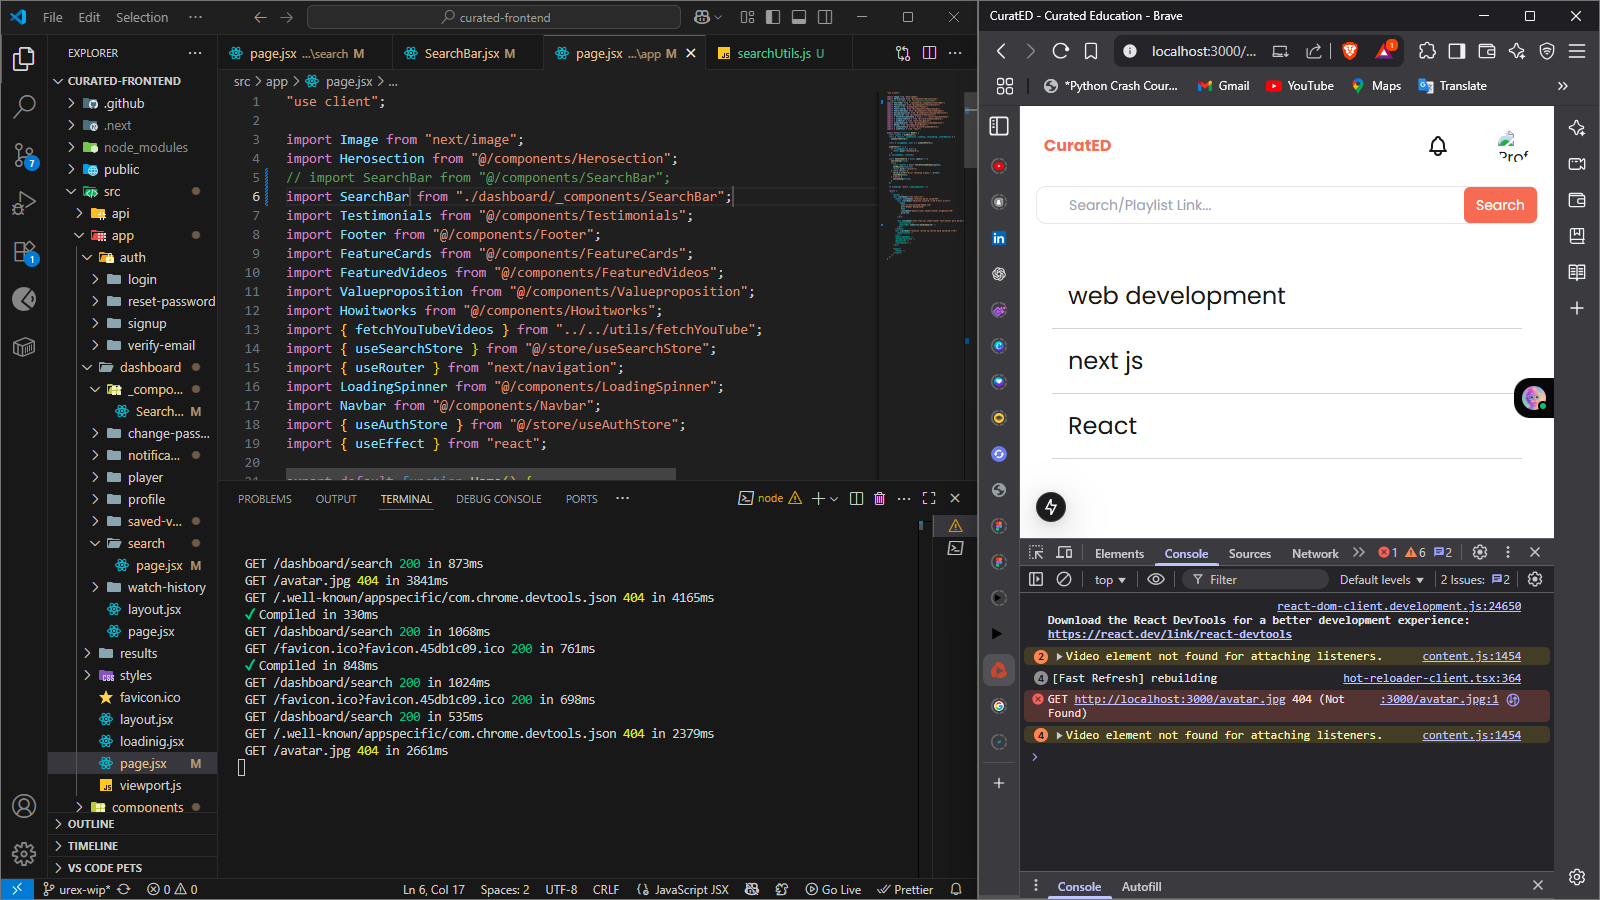 File Edit Selection ···
curated-frontend
EXPLORER ···
CURATED-FRONTEND
.github
.next
node_modules
public
src
api
app
auth
login
reset-password
signup
verify-email
dashboard
_compo...
Search... M
change-pass...
notifica...
player
profile
saved-v...
search
page.jsx M
watch-history
layout.jsx
page.jsx
results
styles
favicon.ico
layout.jsx
loadinig.jsx
page.jsx M
viewport.js
components
OUTLINE
TIMELINE
VS CODE PETS
7
1
page.jsx ...\search M
SearchBar.jsx M
page.jsx ...\app M
searchUtils.js U
src > app > page.jsx > ...
1 "use client";
2
3 import Image from "next/image";
4 import Herosection from "@/components/Herosection";
5 // import SearchBar from "@/components/SearchBar";
6 import SearchBar from "./dashboard/_components/SearchBar";
7 import Testimonials from "@/components/Testimonials";
8 import Footer from "@/components/Footer";
9 import FeatureCards from "@/components/FeatureCards";
10 import FeaturedVideos from "@/components/FeaturedVideos";
11 import Valueproposition from "@/components/Valueproposition";
12 import Howitworks from "@/components/Howitworks";
13 import { fetchYouTubeVideos } from "../../utils/fetchYouTube";
14 import { useSearchStore } from "@/store/useSearchStore";
15 import { useRouter } from "next/navigation";
16 import LoadingSpinner from "@/components/LoadingSpinner";
17 import Navbar from "@/components/Navbar";
18 import { useAuthStore } from "@/store/useAuthStore";
19 import { useEffect } from "react";
20
21 export default function Home() {
PROBLEMS OUTPUT TERMINAL DEBUG CONSOLE PORTS ···
node
GET /dashboard/search 200 in 873ms
GET /avatar.jpg 404 in 3841ms
GET /.well-known/appspecific/com.chrome.devtools.json 404 in 4165ms
✓ Compiled in 330ms
GET /dashboard/search 200 in 1068ms
GET /favicon.ico?favicon.45db1c09.ico 200 in 761ms
✓ Compiled in 848ms
GET /dashboard/search 200 in 1024ms
GET /favicon.ico?favicon.45db1c09.ico 200 in 698ms
GET /dashboard/search 200 in 535ms
GET /.well-known/appspecific/com.chrome.devtools.json 404 in 2379ms
GET /avatar.jpg 404 in 2661ms
urex-wip* 0 0 Ln 6, Col 17 Spaces: 2 UTF-8 CRLF JavaScript JSX Go Live Prettier
CuratED - Curated Education - Brave
localhost:3000/...
1
*Python Crash Cour... Gmail YouTube Maps Translate
CuratED
Prof
Search/Playlist Link...
Search
web development
next js
React
Elements Console Sources Network 1 6 2
top Filter Default levels 2 Issues: 2
react-dom-client.development.js:24650
Download the React DevTools for a better development experience:
https://react.dev/link/react-devtools
2 Video element not found for attaching listeners. content.js:1454
4 [Fast Refresh] rebuilding hot-reloader-client.tsx:364
GET http://localhost:3000/avatar.jpg 404 (Not :3000/avatar.jpg:1
Found)
4 Video element not found for attaching listeners. content.js:1454
Console Autofill